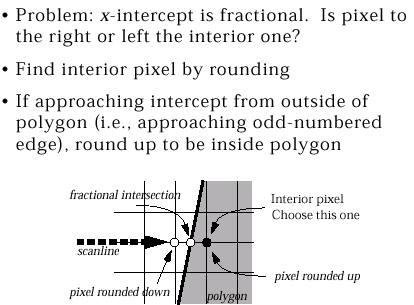 • Problem: x-intercept is fractional. Is pixel to
the right or left the interior one?
• Find interior pixel by rounding
• If approaching intercept from outside of
polygon (i.e., approaching odd-numbered
edge), round up to be inside polygon
fractional intersection
Interior pixel
Choose this one
scanline
pixel rounded up
pixel rounded down
polygon